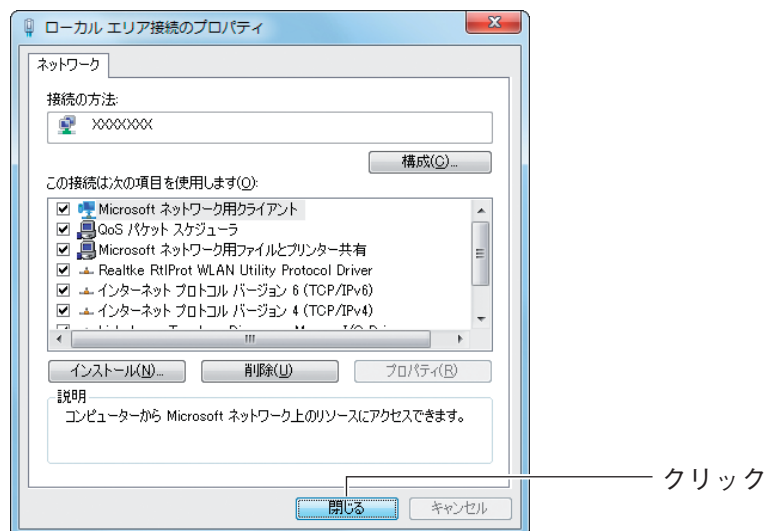 ローカル エリア接続のプロパティ
ネットワーク
接続の方法:
XXXXXXXX
構成(C)...
この接続は次の項目を使用します(O):
Microsoft ネットワーク用クライアント
QoS パケット スケジューラ
Microsoft ネットワーク用ファイルとプリンター共有
Realtke RtlProt WLAN Utility Protocol Driver
インターネット プロトコル バージョン 6 (TCP/IPv6)
インターネット プロトコル バージョン 4 (TCP/IPv4)
インストール(N)...
削除(U)
プロパティ(R)
説明
コンピューターから Microsoft ネットワーク上のリソースにアクセスできます。
クリック
閉じる
キャンセル